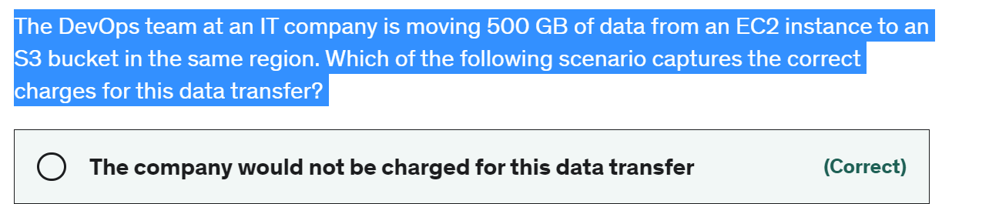 The DevOps team at an IT company is moving 500 GB of data from an EC2 instance to an
S3 bucket in the same region. Which of the following scenario captures the correct
charges for this data transfer?
The company would not be charged for this data transfer (Correct)